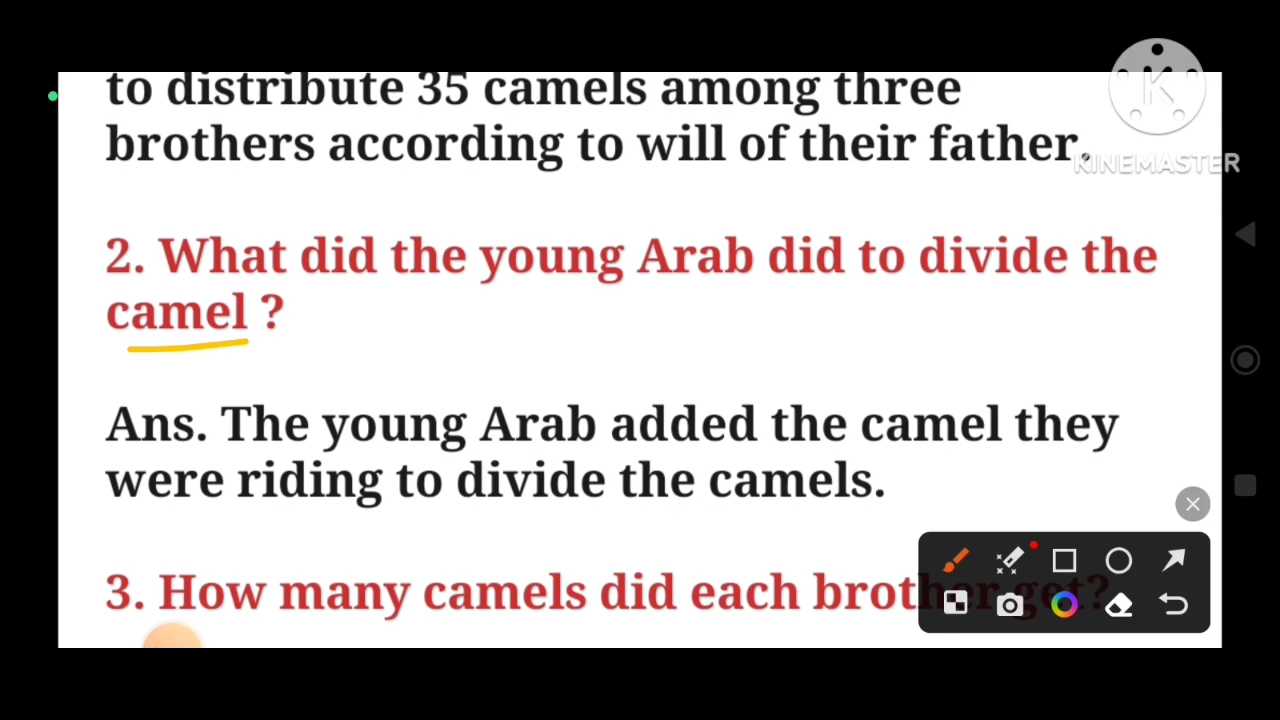 to distribute 35 camels among three
brothers according to will of their father.
KINEMASTER
2. What did the young Arab did to divide the
camel ?
Ans. The young Arab added the camel they
were riding to divide the camels.
3. How many camels did each brother get?